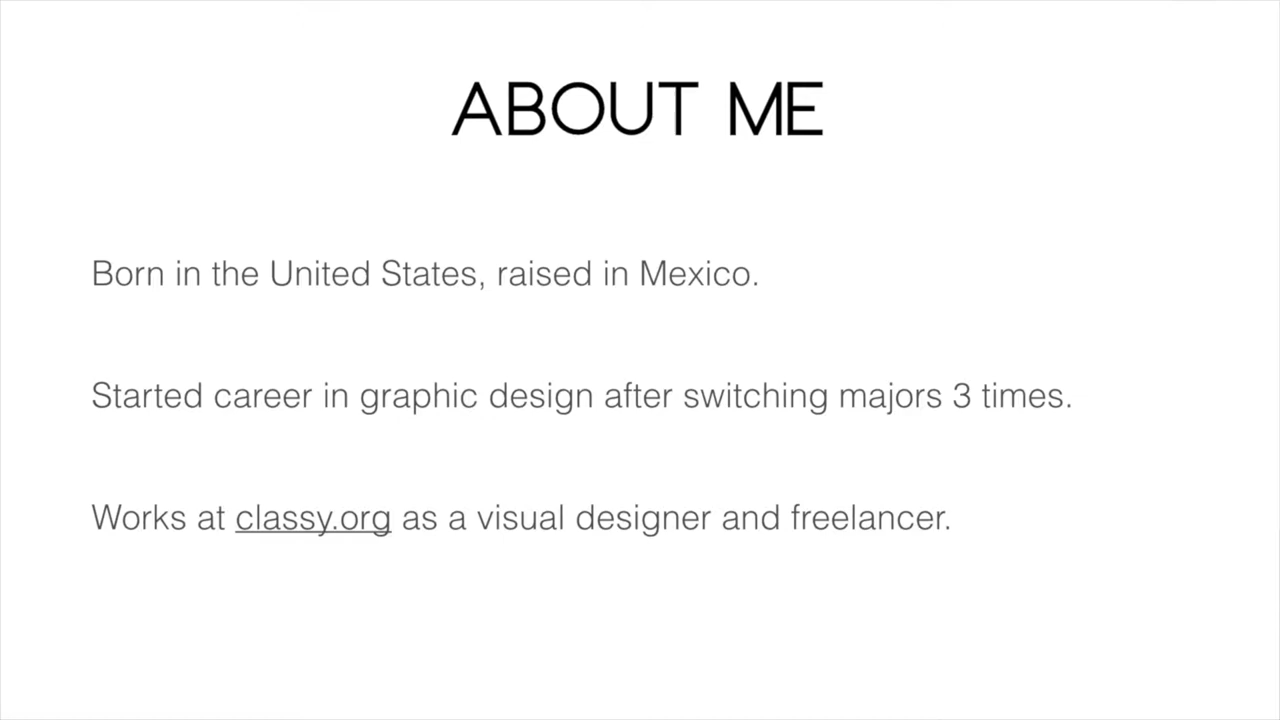 ABOUT ME
Born in the United States, raised in Mexico.
Started career in graphic design after switching majors 3 times.
Works at classy.org as a visual designer and freelancer.